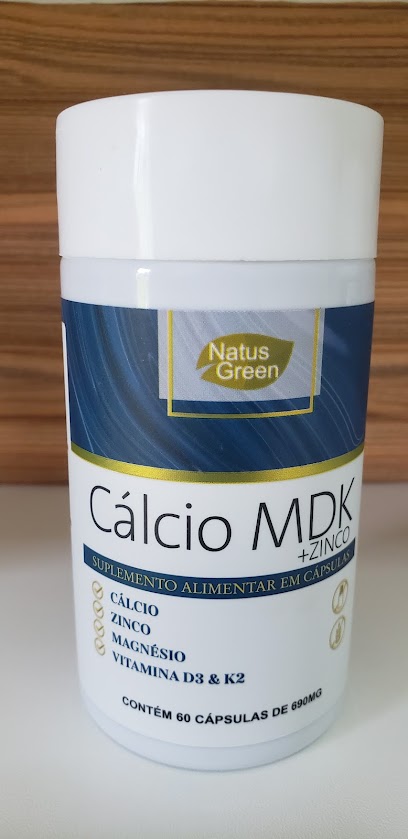 Natus
Green
Cálcio MDK
+ZINCO
SUPLEMENTO ALIMENTAR EM CÁPSULAS
CÁLCIO
ZINCO
MAGNÉSIO
VITAMINA D3 & K2
CONTÉM 60 CÁPSULAS DE 690MG